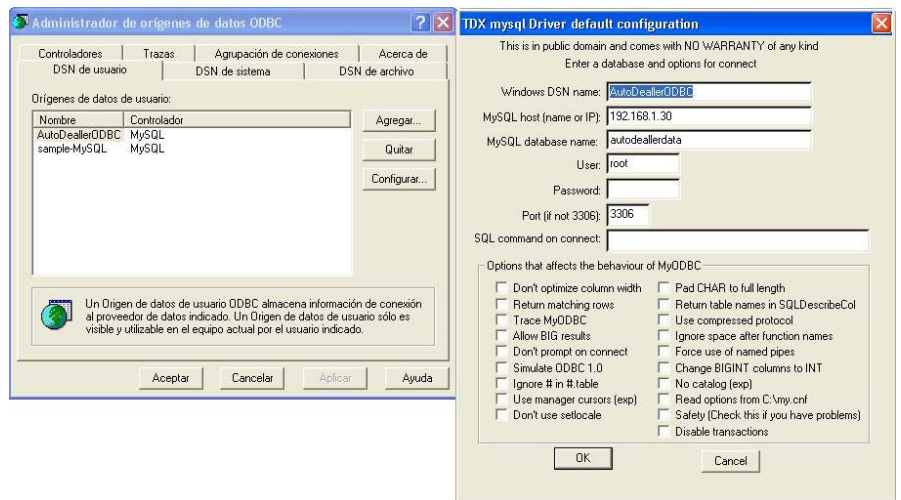 Administrador de orígenes de datos ODBC
Controladores Trazas Agrupación de conexiones Acerca de
DSN de usuario DSN de sistema DSN de archivo
Orígenes de datos de usuario:
Nombre Controlador
AutoDeallerODBC MySQL
sample-MySQL MySQL
Agregar...
Quitar
Configurar...
Un Origen de datos de usuario ODBC almacena información de conexión
al proveedor de datos indicado. Un Origen de datos de usuario sólo es
visible y utilizable en el equipo actual por el usuario indicado.
Aceptar Cancelar Aplicar Ayuda
TDX mysql Driver default configuration
This is in public domain and comes with NO WARRANTY of any kind
Enter a database and options for connect
Windows DSN name: AutoDeallerODBC
MySQL host (name or IP): 192.168.1.30
MySQL database name: autodeallerdata
User: root
Password:
Port (if not 3306): 3306
SQL command on connect:
Options that affects the behaviour of MyODBC
Don't optimize column width Pad CHAR to full length
Return matching rows Return table names in SQLDescribeCol
Trace MyODBC Use compressed protocol
Allow BIG results Ignore space after function names
Don't prompt on connect Force use of named pipes
Simulate ODBC 1.0 Change BIGINT columns to INT
Ignore # in #.table No catalog (exp)
Use manager cursors (exp) Read options from C:\my.cnf
Don't use setlocale Safety (Check this if you have problems)
Disable transactions
OK Cancel